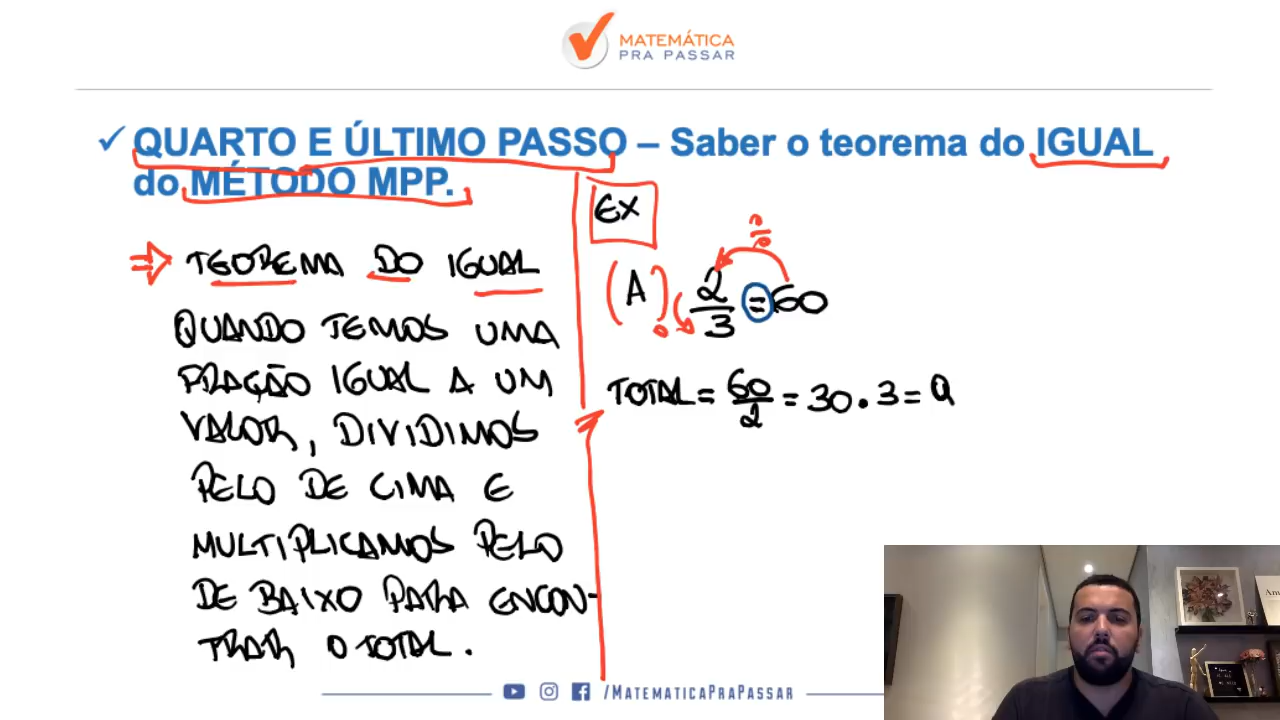 MATEMÁTICA
PRA PASSAR
✓ QUARTO E ÚLTIMO PASSO – Saber o teorema do IGUAL
do MÉTODO MPP.
⇒ TEOREMA DO IGUAL
QUANDO TEMOS UMA
FRAÇÃO IGUAL A UM
VALOR, DIVIDIMOS
PELO DE CIMA E
MULTIPLICAMOS PELO
DE BAIXO PARA ENCON-
TRAR O TOTAL.
EX
(A) 2/3 = 60
TOTAL = 60/2 = 30 . 3 = 9
/MATEMATICAPRAPASSAR